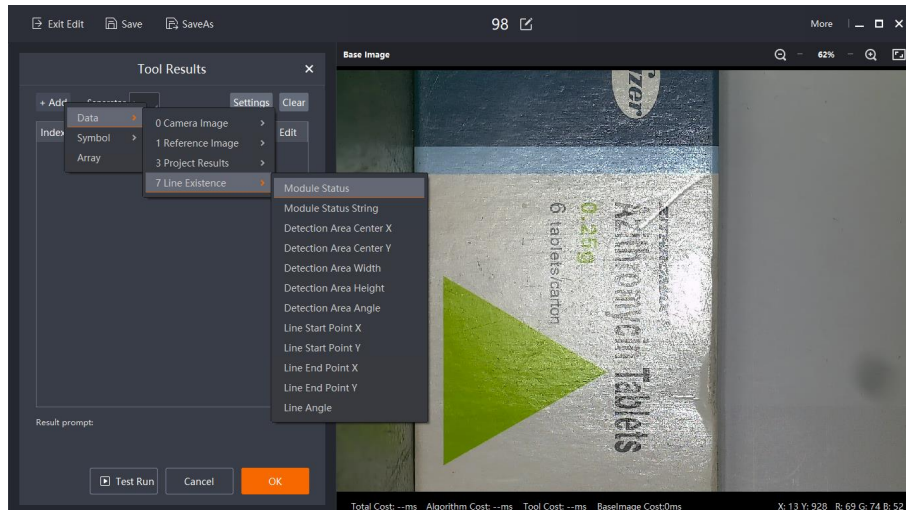 Exit Edit Save SaveAs 98 More
Base Image 62%
Tool Results
+ Add Settings Clear
Index Edit
Data
Symbol
Array
0 Camera Image
1 Reference Image
3 Project Results
7 Line Existence
Module Status
Module Status String
Detection Area Center X
Detection Area Center Y
Detection Area Width
Detection Area Height
Detection Area Angle
Line Start Point X
Line Start Point Y
Line End Point X
Line End Point Y
Line Angle
Result prompt:
Test Run Cancel OK
zer
Azithromycin Tablets
0.25g
6 tablets/carton
Total Cost: --ms Algorithm Cost: --ms Tool Cost: --ms BaseImage Cost:0ms X: 13 Y: 928 R: 69 G: 74 B: 52